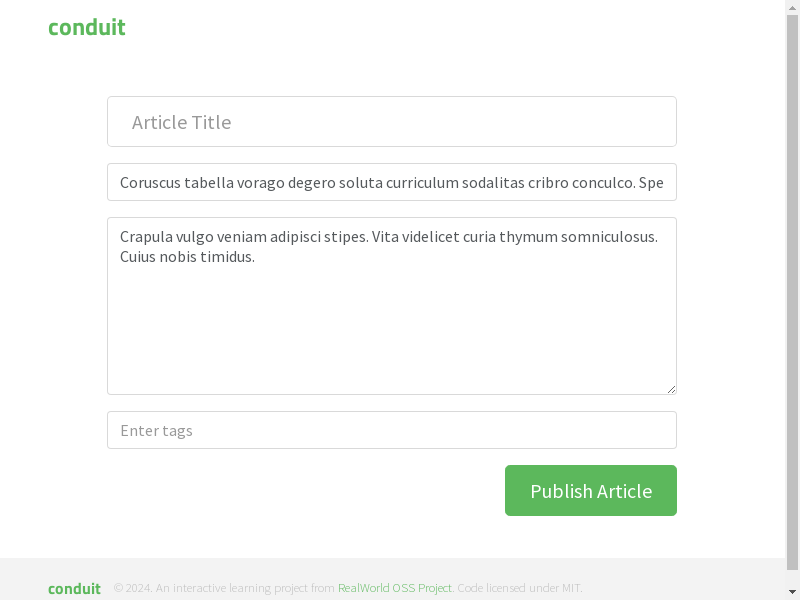 conduit
Article Title
Coruscus tabella vorago degero soluta curriculum sodalitas cribro conculco. Spe
Crapula vulgo veniam adipisci stipes. Vita videlicet curia thymum somniculosus.
Cuius nobis timidus.
Enter tags
Publish Article
conduit © 2024. An interactive learning project from RealWorld OSS Project. Code licensed under MIT.